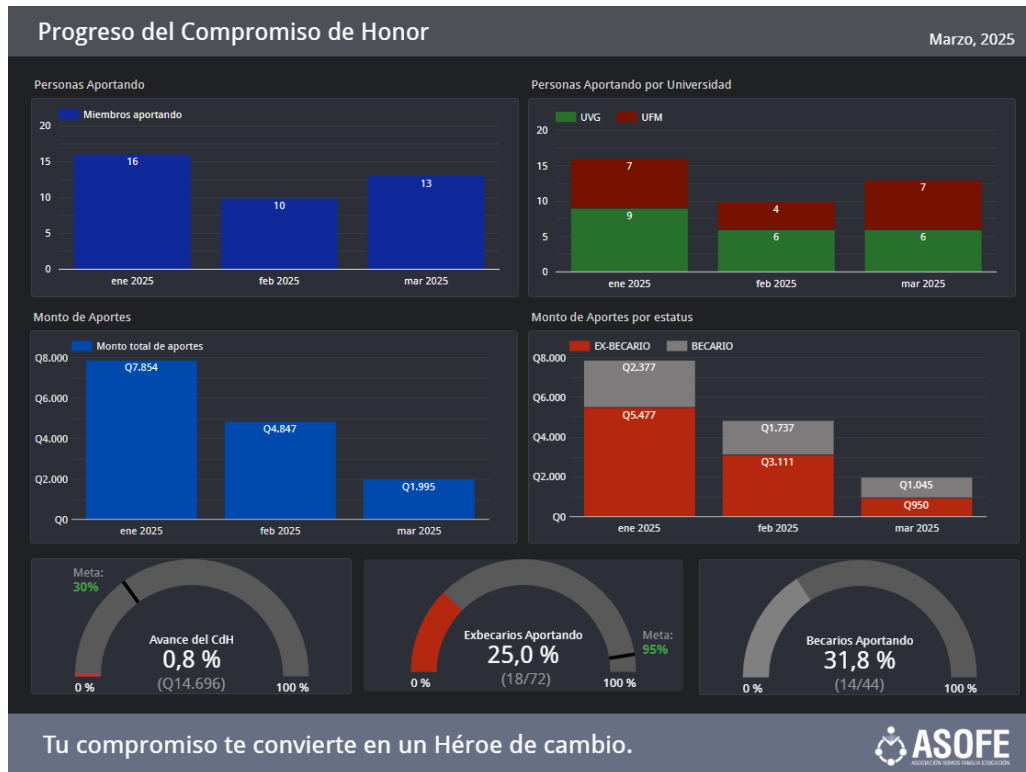 Progreso del Compromiso de Honor
Marzo, 2025
Personas Aportando
Miembros aportando
20
15
10
5
0
16
10
13
ene 2025
feb 2025
mar 2025
Personas Aportando por Universidad
UVG
UFM
20
15
10
5
0
7
9
4
6
7
6
ene 2025
feb 2025
mar 2025
Monto de Aportes
Monto total de aportes
Q8.000
Q6.000
Q4.000
Q2.000
Q0
Q7.854
Q4.847
Q1.995
ene 2025
feb 2025
mar 2025
Monto de Aportes por estatus
EX-BECARIO
BECARIO
Q8.000
Q6.000
Q4.000
Q2.000
Q0
Q2.377
Q5.477
Q1.737
Q3.111
Q1.045
Q950
ene 2025
feb 2025
mar 2025
Meta:
30%
Avance del CdH
0,8 %
(Q14.696)
0 %
100 %
Exbecarios Aportando
25,0 %
(18/72)
0 %
100 %
Meta:
95%
Becarios Aportando
31,8 %
(14/44)
0 %
100 %
Tu compromiso te convierte en un Héroe de cambio.
ASOFE
ASOCIACIÓN SOMOS FAMILIA EDUCACIÓN